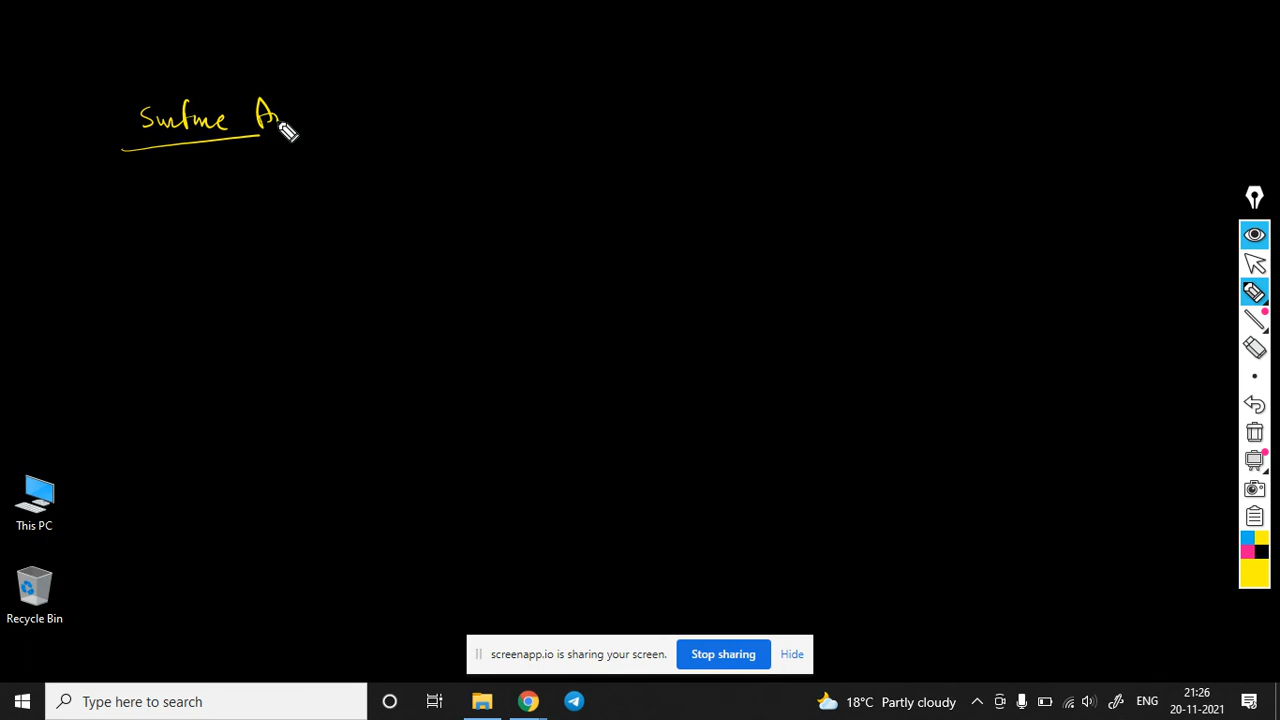 Surface A
This PC
Recycle Bin
screenapp.io is sharing your screen. Stop sharing Hide
Type here to search
18°C Partly cloudy
ENG
21:26
20-11-2021